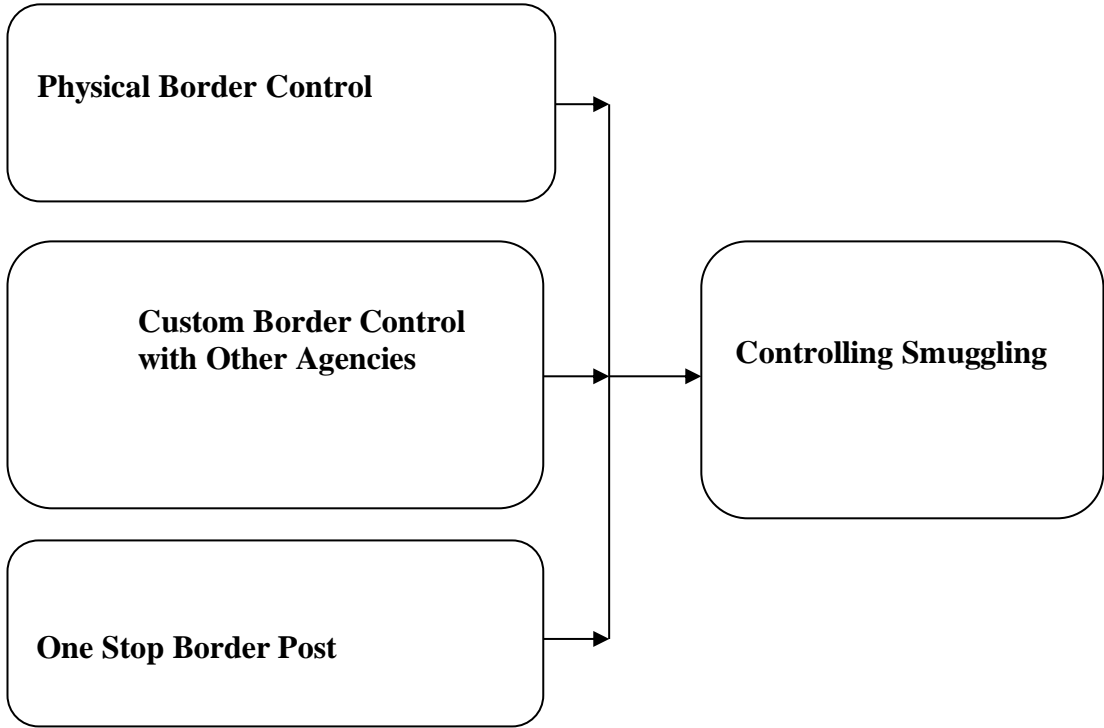 Physical Border Control
Custom Border Control
with Other Agencies
Controlling Smuggling
One Stop Border Post